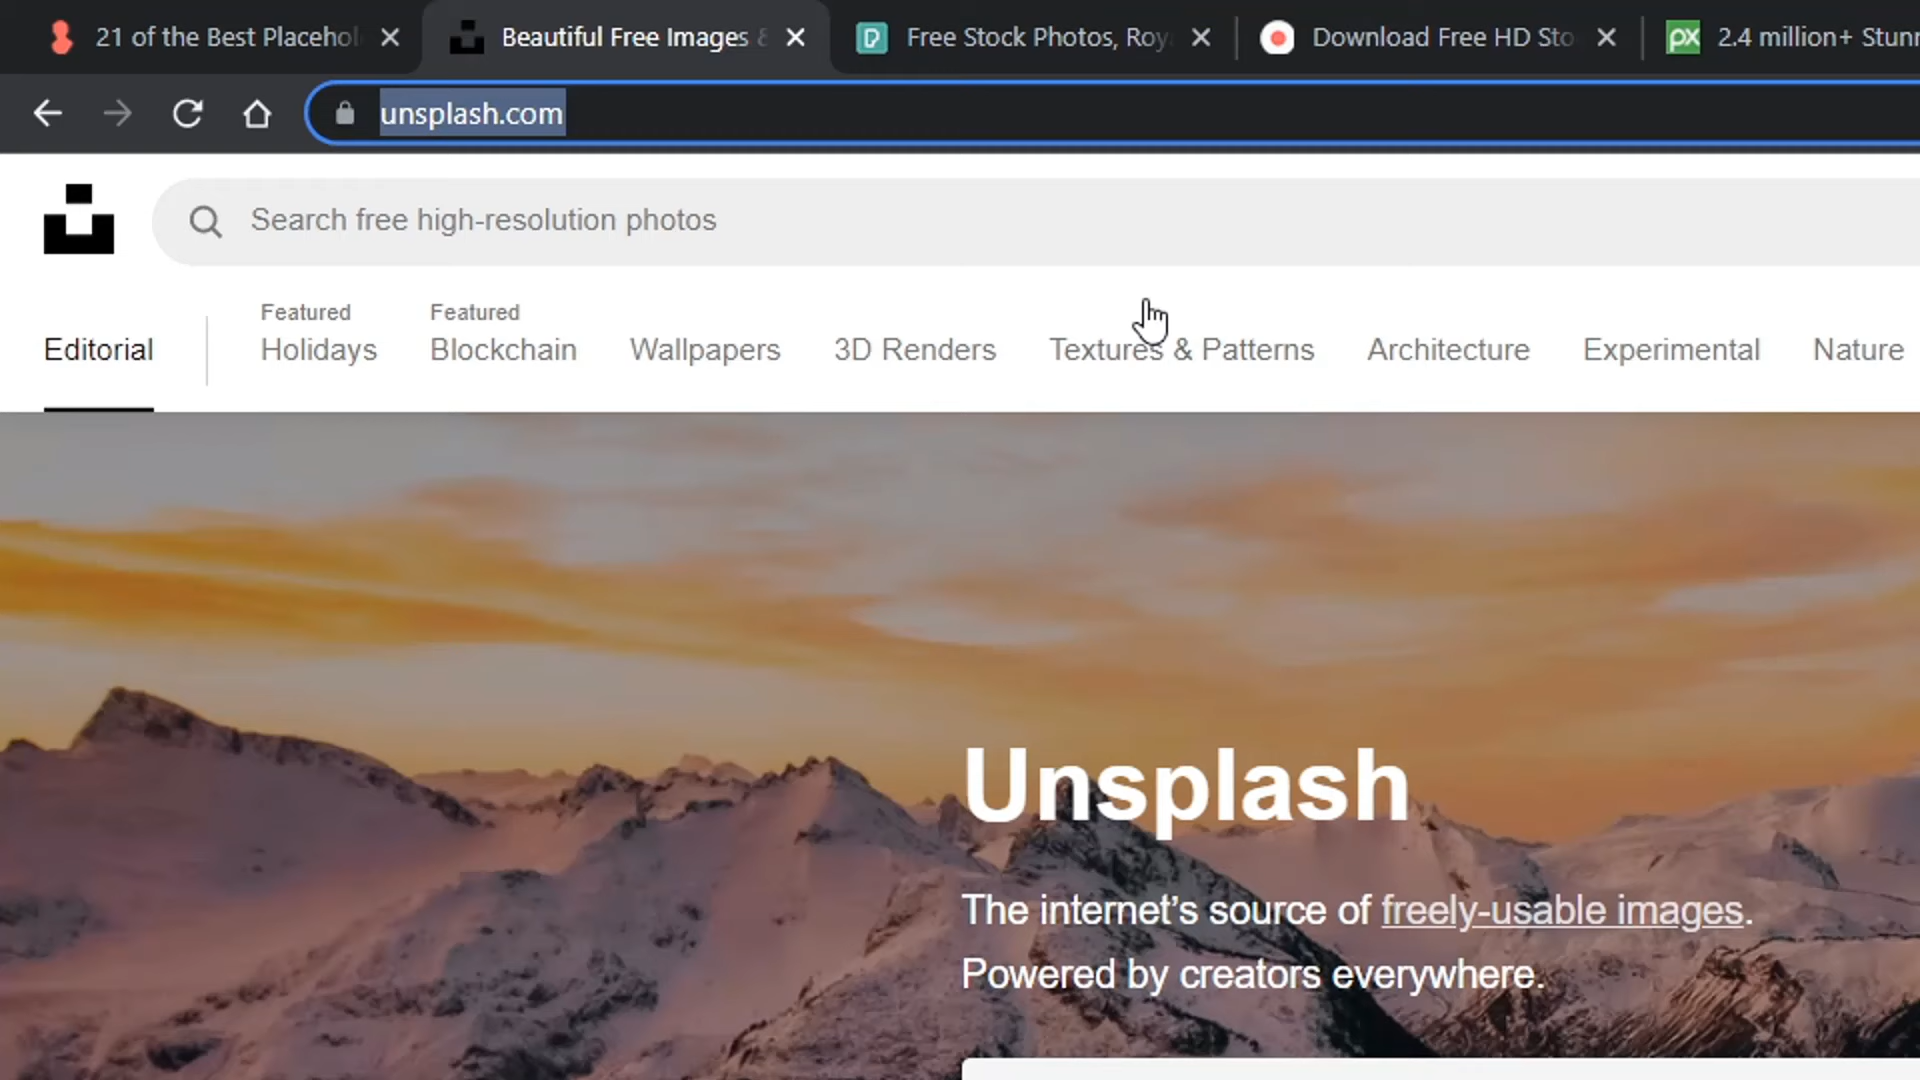 21 of the Best Placehol
Beautiful Free Images &
Free Stock Photos, Roy
Download Free HD Sto
px 2.4 million+ Stunn
unsplash.com
Search free high-resolution photos
Featured
Featured
Editorial
Holidays
Blockchain
Wallpapers
3D Renders
Textures & Patterns
Architecture
Experimental
Nature
Unsplash
The internet's source of freely-usable images.
Powered by creators everywhere.